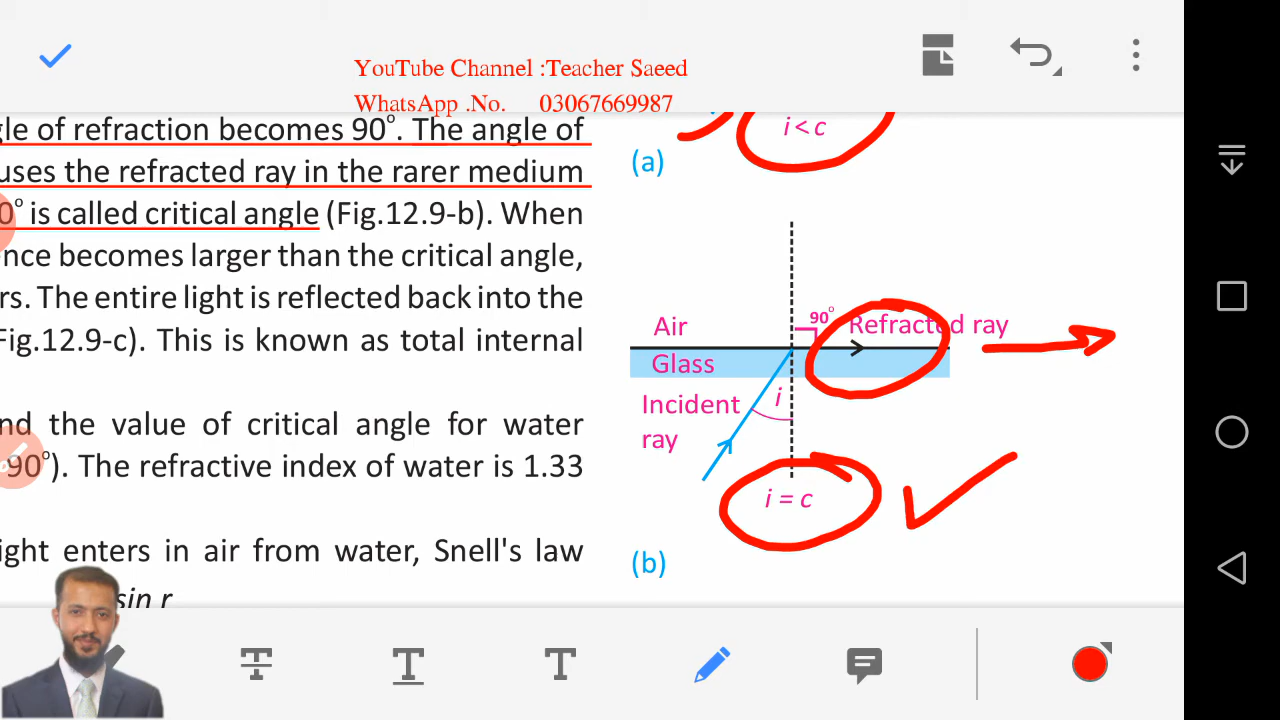 YouTube Channel :Teacher Saeed
WhatsApp .No. 03067669987
gle of refraction becomes 90°. The angle of
uses the refracted ray in the rarer medium
0° is called critical angle (Fig.12.9-b). When
nce becomes larger than the critical angle,
rs. The entire light is reflected back into the
Fig.12.9-c). This is known as total internal
nd the value of critical angle for water
90°). The refractive index of water is 1.33
ight enters in air from water, Snell's law
sin r
i < c
(a)
90°
Air
Refracted ray
Glass
Incident
ray
i
i = c
(b)
T
T
T